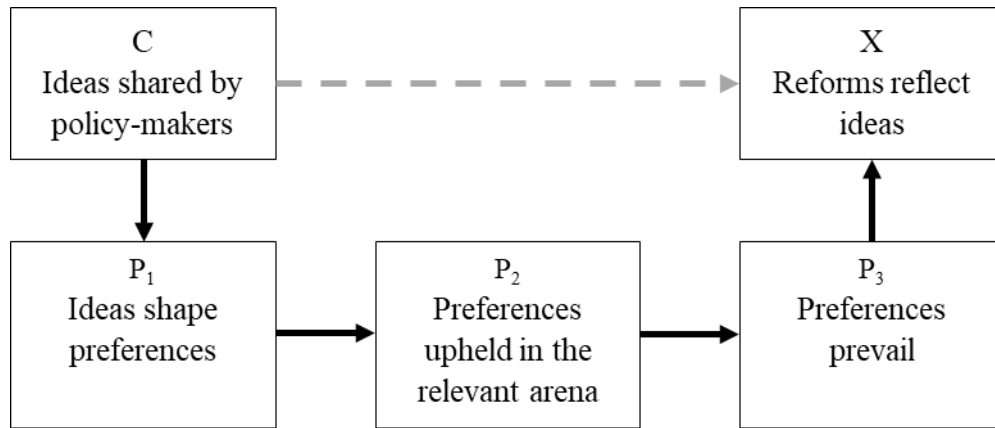 C
Ideas shared by
policy-makers
X
Reforms reflect
ideas
P₁
Ideas shape
preferences
P₂
Preferences
upheld in the
relevant arena
P₃
Preferences
prevail